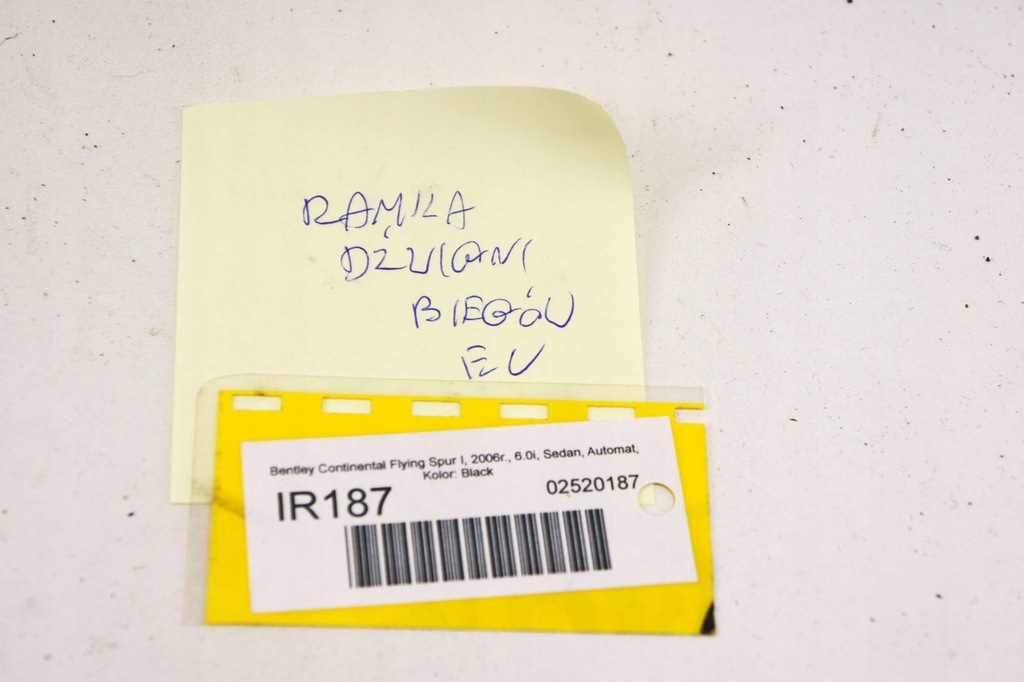 RAMKA
DŹWIGNI
BIEGÓW
EU
Bentley Continental Flying Spur I, 2006r., 6.0i, Sedan, Automat,
Kolor: Black
IR187
02520187